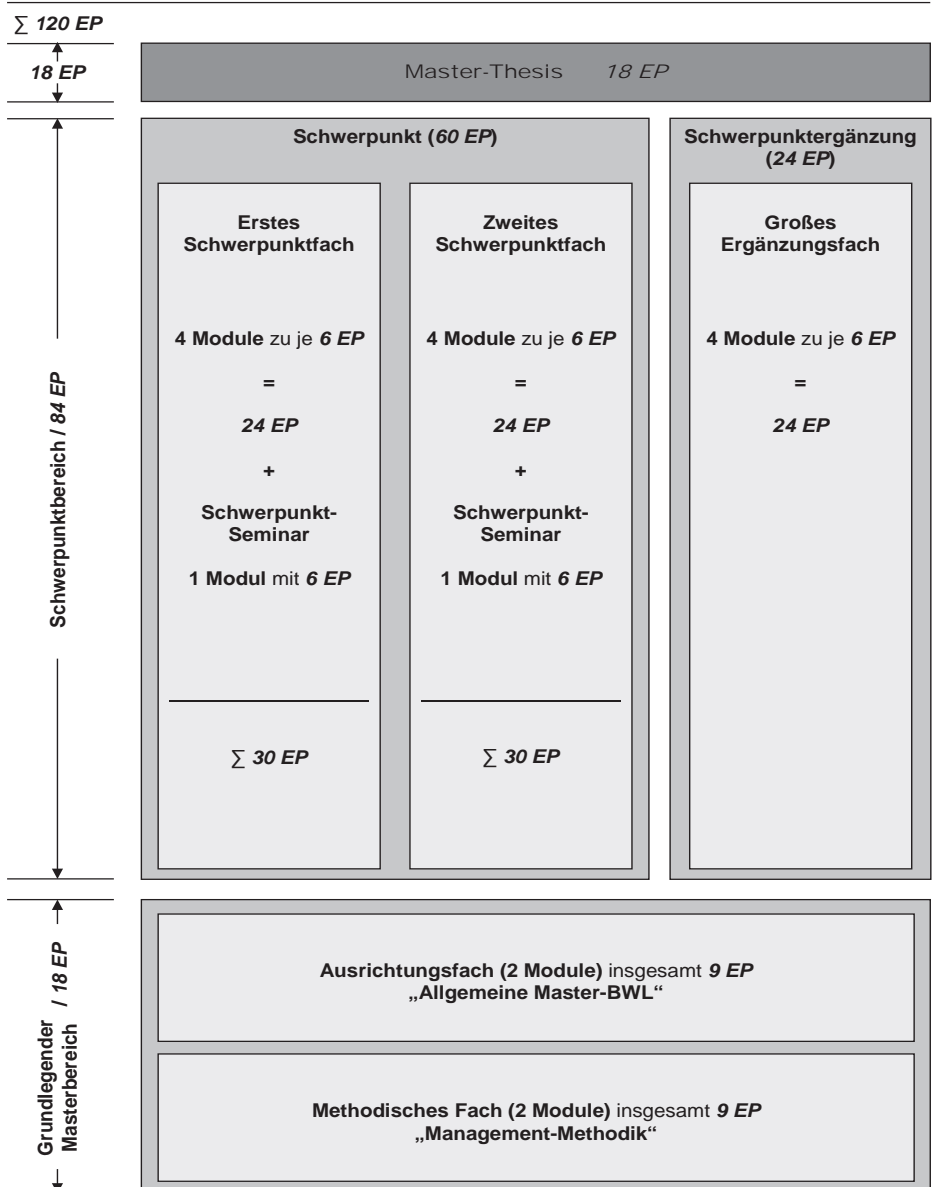 ∑ 120 EP
18 EP
Master-Thesis 18 EP
Schwerpunktbereich / 84 EP
Schwerpunkt (60 EP)
Erstes
Schwerpunktfach
4 Module zu je 6 EP
=
24 EP
+
Schwerpunkt-
Seminar
1 Modul mit 6 EP
∑ 30 EP
Zweites
Schwerpunktfach
4 Module zu je 6 EP
=
24 EP
+
Schwerpunkt-
Seminar
1 Modul mit 6 EP
∑ 30 EP
Schwerpunktergänzung
(24 EP)
Großes
Ergänzungsfach
4 Module zu je 6 EP
=
24 EP
Grundlegender
Masterbereich / 18 EP
Ausrichtungsfach (2 Module) insgesamt 9 EP
„Allgemeine Master-BWL“
Methodisches Fach (2 Module) insgesamt 9 EP
„Management-Methodik“